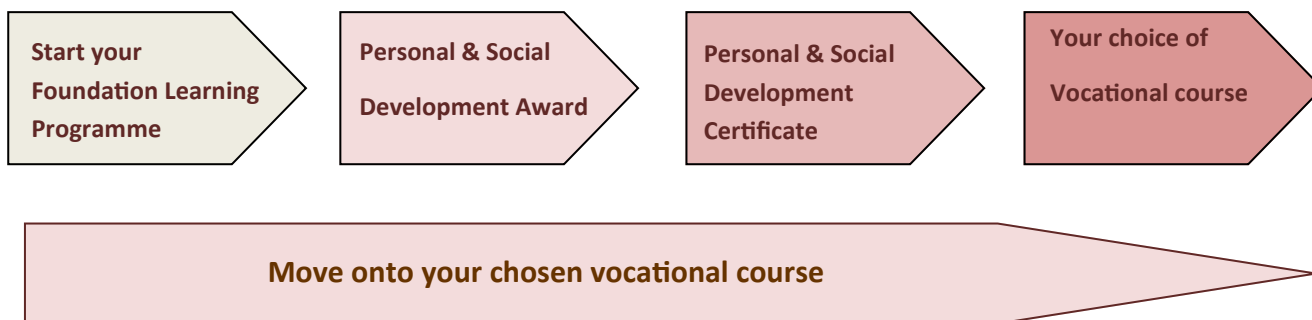 Start your
Foundation Learning
Programme
Personal & Social
Development Award
Personal & Social
Development
Certificate
Your choice of
Vocational course
Move onto your chosen vocational course